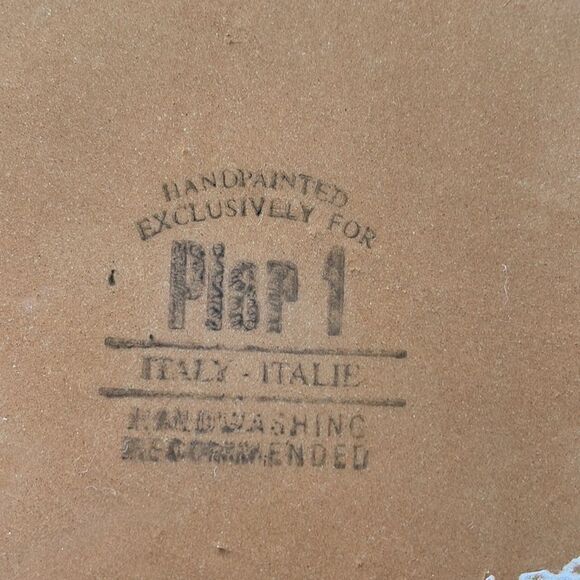 HANDPAINTED
EXCLUSIVELY FOR
Pier 1
ITALY - ITALIE
HANDWASHING
RECOMMENDED